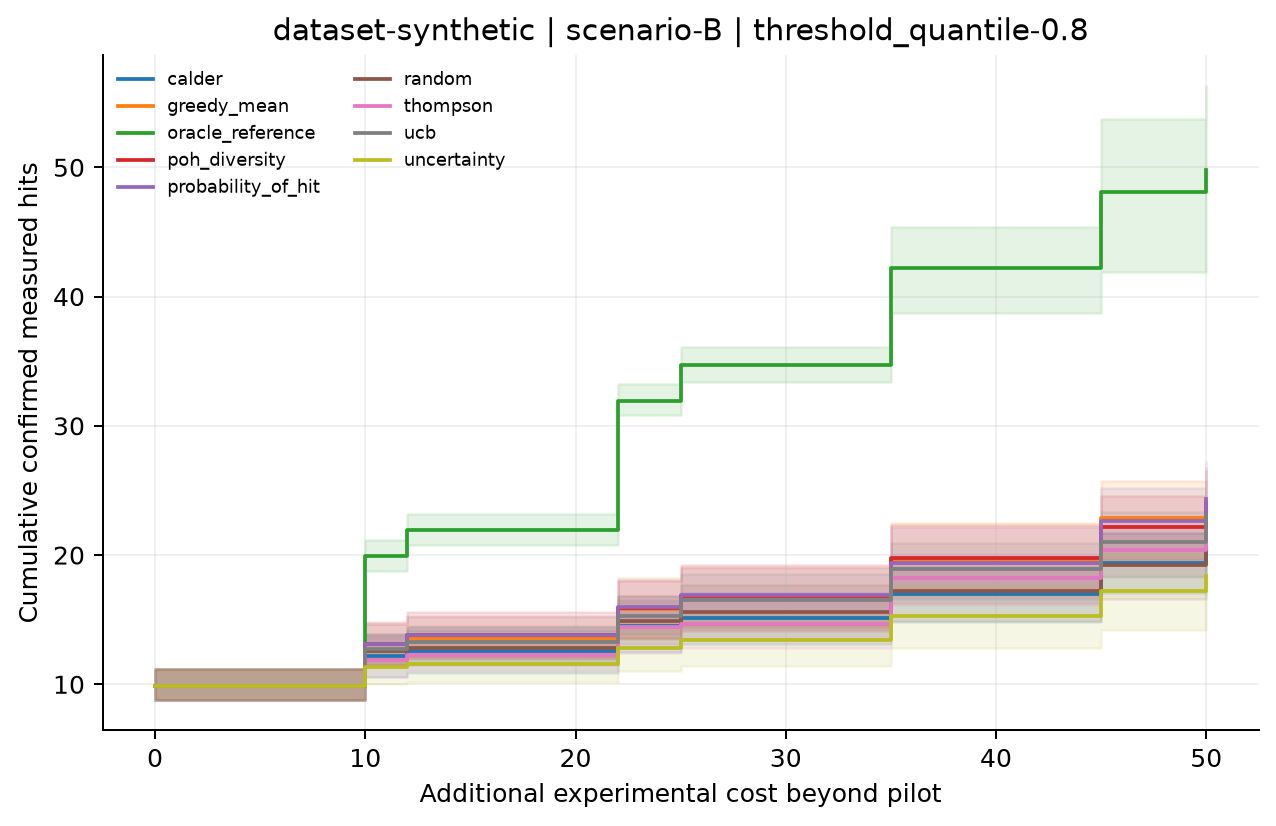 dataset-synthetic | scenario-B | threshold_quantile-0.8
calder
greedy_mean
oracle_reference
poh_diversity
probability_of_hit
random
thompson
ucb
uncertainty
Cumulative confirmed measured hits
50
40
30
20
10
0 10 20 30 40 50
Additional experimental cost beyond pilot